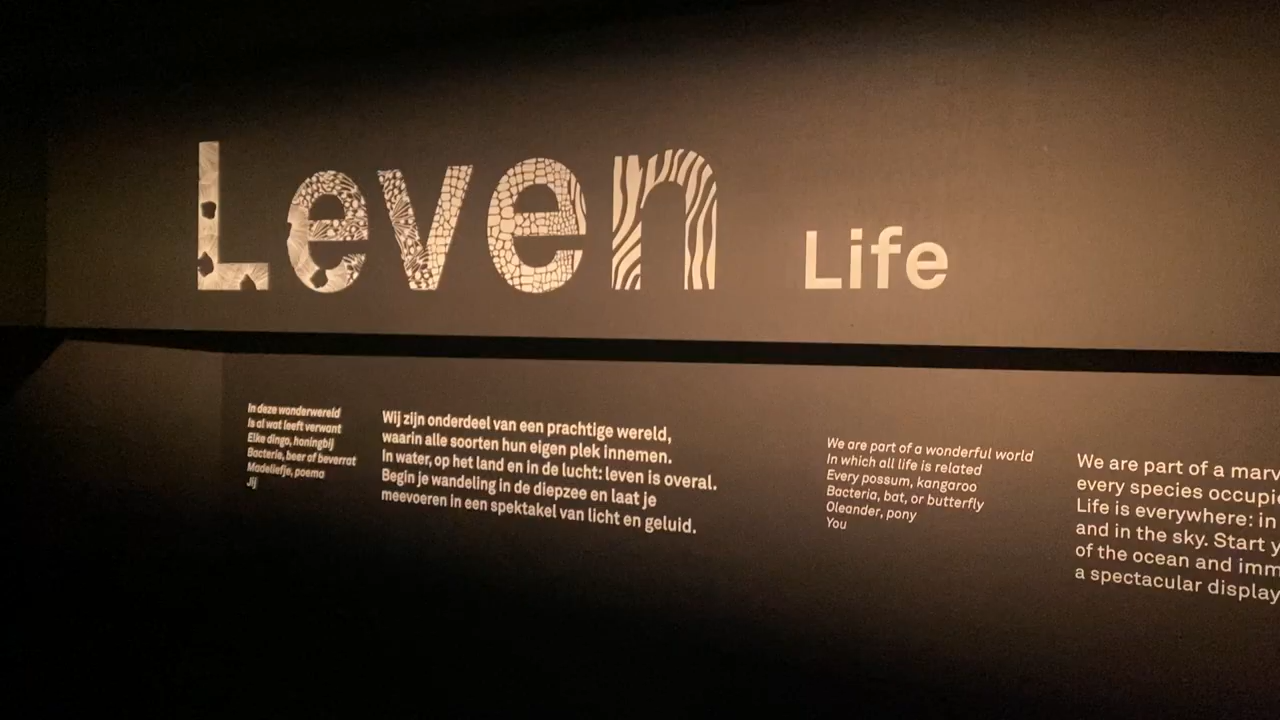 Leven
Life
In deze wonderwereld
Is al wat leeft verwant
Elke dingo, honingbij
Bacterie, beer of beverrat
Madeliefje, poema
Jij
Wij zijn onderdeel van een prachtige wereld,
waarin alle soorten hun eigen plek innemen.
In water, op het land en in de lucht: leven is overal.
Begin je wandeling in de diepzee en laat je
meevoeren in een spektakel van licht en geluid.
We are part of a wonderful world
In which all life is related
Every possum, kangaroo
Bacteria, bat, or butterfly
Oleander, pony
You
We are part of a marv
every species occupi
Life is everywhere: in
and in the sky. Start y
of the ocean and imm
a spectacular display